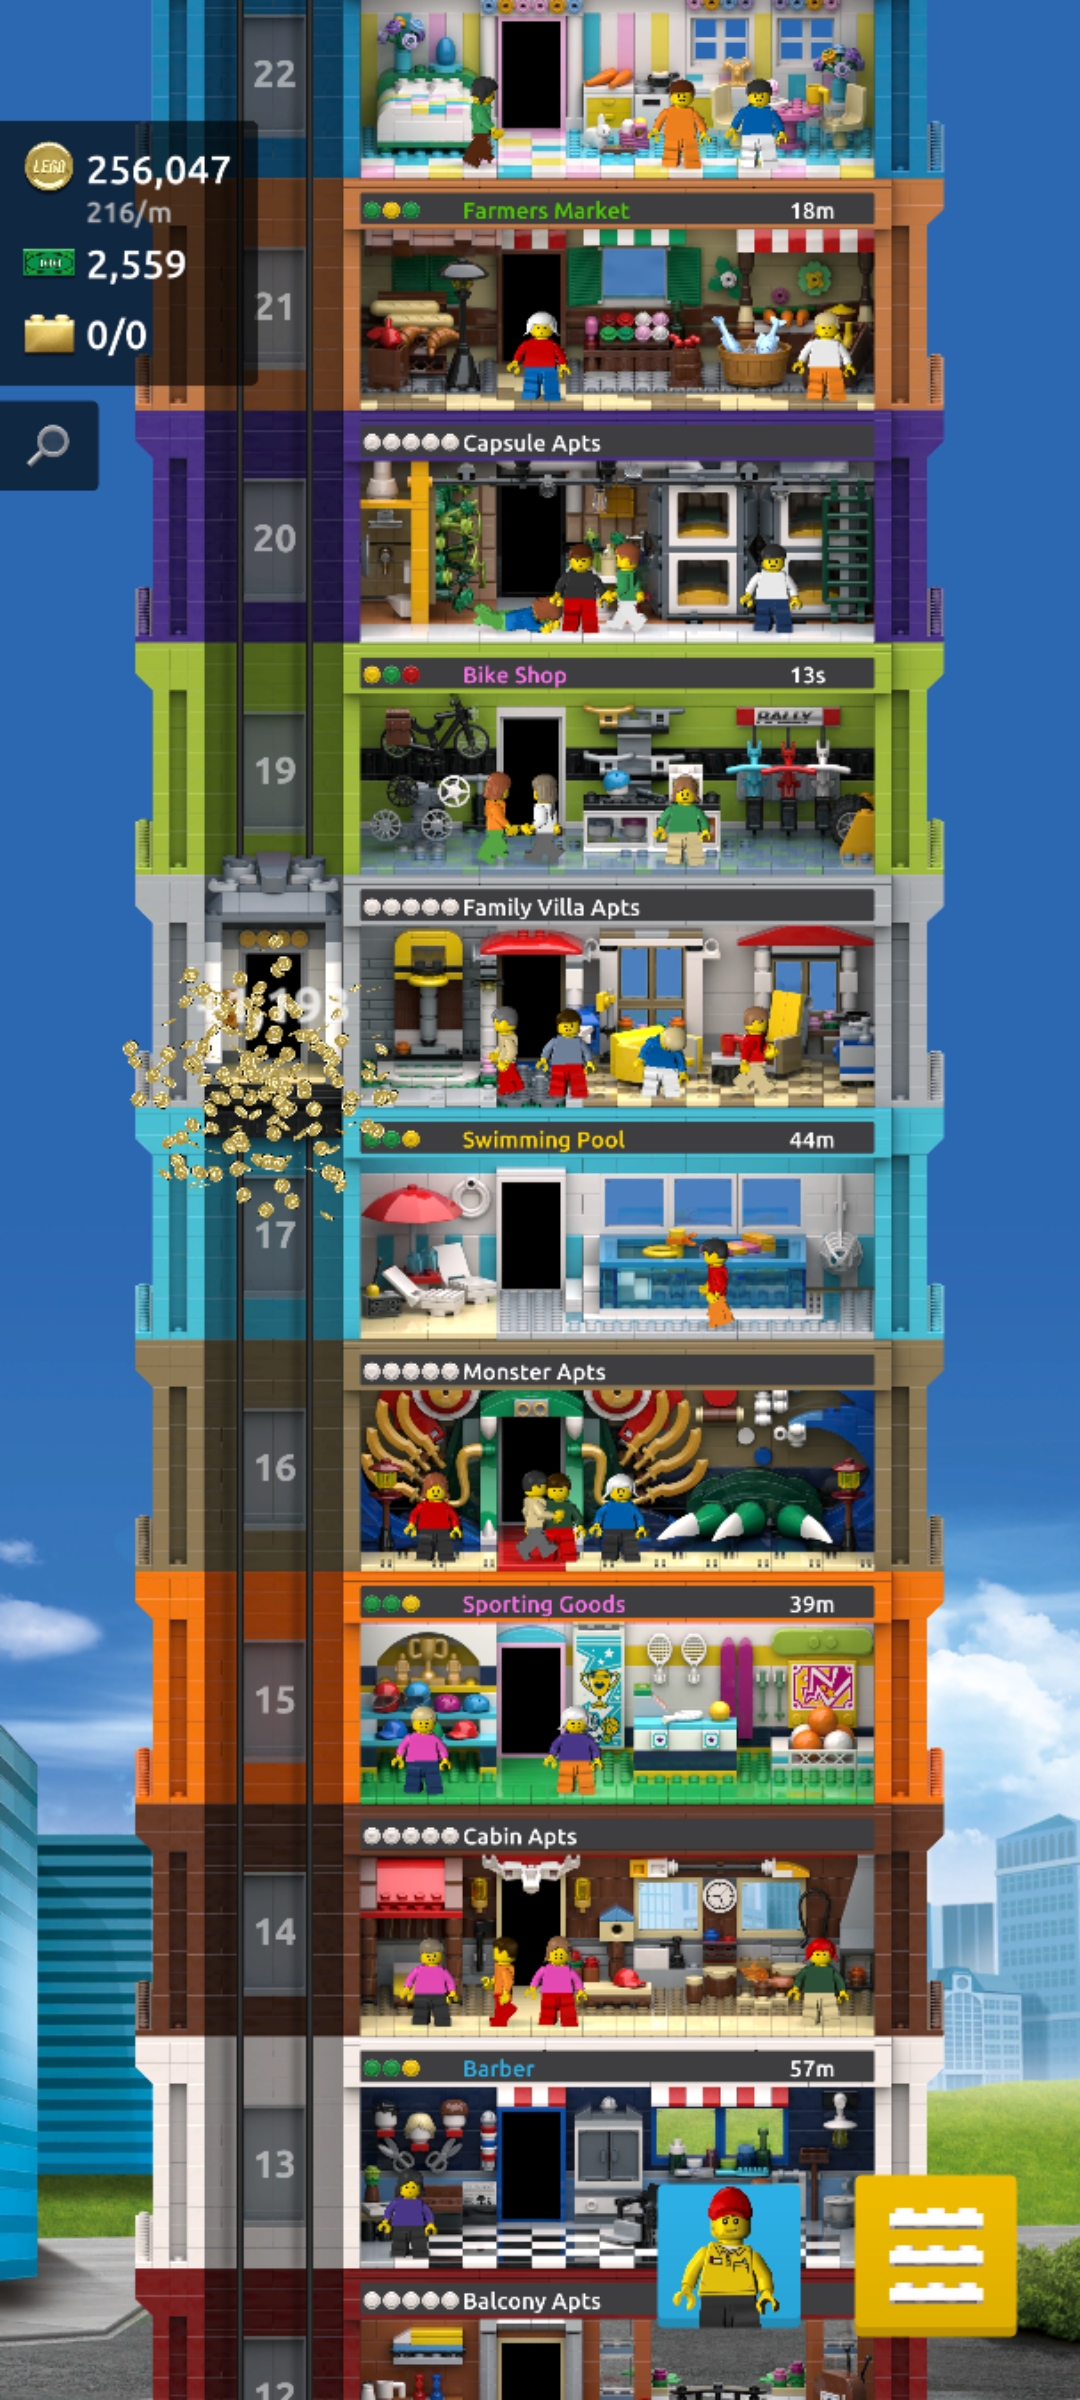 22
LEGO 256,047
216/m
2,559
0/0
Farmers Market 18m
21
Capsule Apts
20
Bike Shop 13s
RALLY
19
Family Villa Apts
Swimming Pool 44m
17
Monster Apts
16
Sporting Goods 39m
15
Cabin Apts
14
Barber 57m
13
Balcony Apts
12